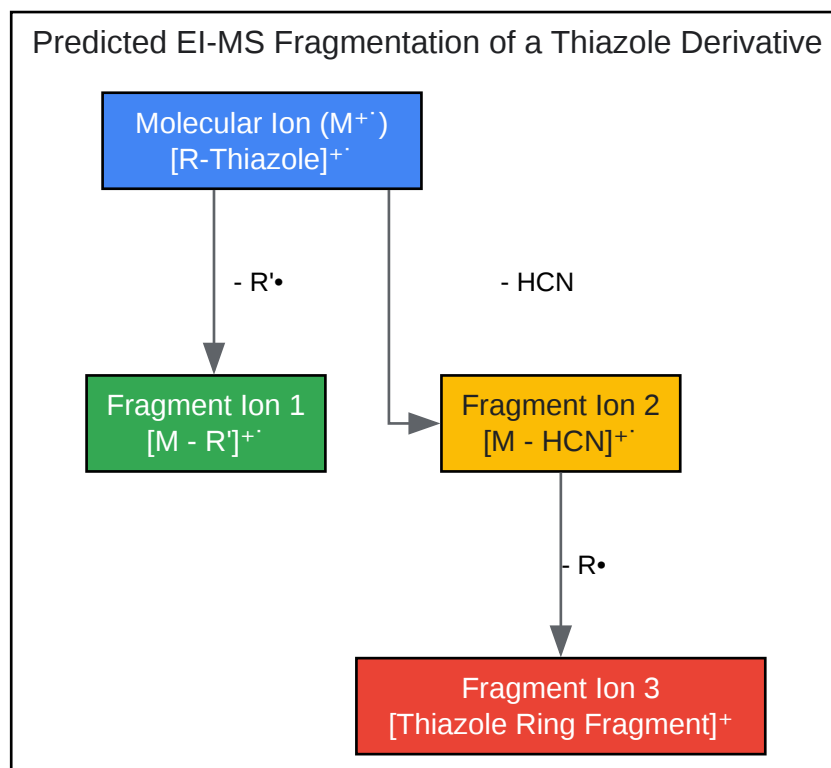 Predicted EI-MS Fragmentation of a Thiazole Derivative
Molecular Ion (M⁺˙)
[R-Thiazole]⁺˙
- R'•
- HCN
Fragment Ion 1
[M - R']⁺˙
Fragment Ion 2
[M - HCN]⁺˙
- R•
Fragment Ion 3
[Thiazole Ring Fragment]⁺